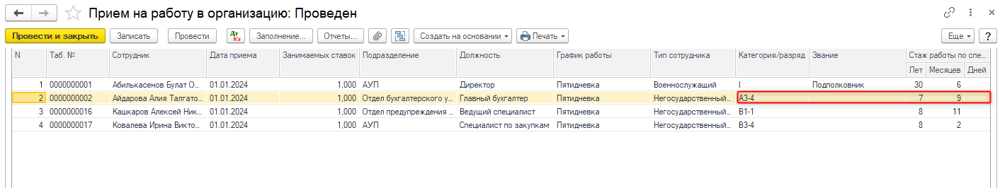 Прием на работу в организацию: Проведен
Провести и закрыть Записать Провести Дт Кт Заполнение... Отчеты... Создать на основании Печать Еще ?
N Таб. № Сотрудник Дата приема Занимаемых ставок Подразделение Должность График работы Тип сотрудника Категория/разряд Звание Стаж работы по спе...
Лет Месяцев Дней
1 0000000001 Абилькасенов Булат О... 01.01.2024 1,000 АУП Директор Пятидневка Военнослужащий I Подполковник 30 6
2 0000000002 Айдарова Алия Талгато... 01.01.2024 1,000 Отдел бухгалтерского у... Главный бухгалтер Пятидневка Негосударственный... А3-4 7 9
3 0000000016 Кашкаров Алексей Ник... 01.01.2024 1,000 Отдел предупреждения ... Ведущий специалист Пятидневка Негосударственный... В1-1 8 11
4 0000000017 Ковалева Ирина Викто... 01.01.2024 1,000 АУП Специалист по закупкам Пятидневка Негосударственный... В3-4 8 2